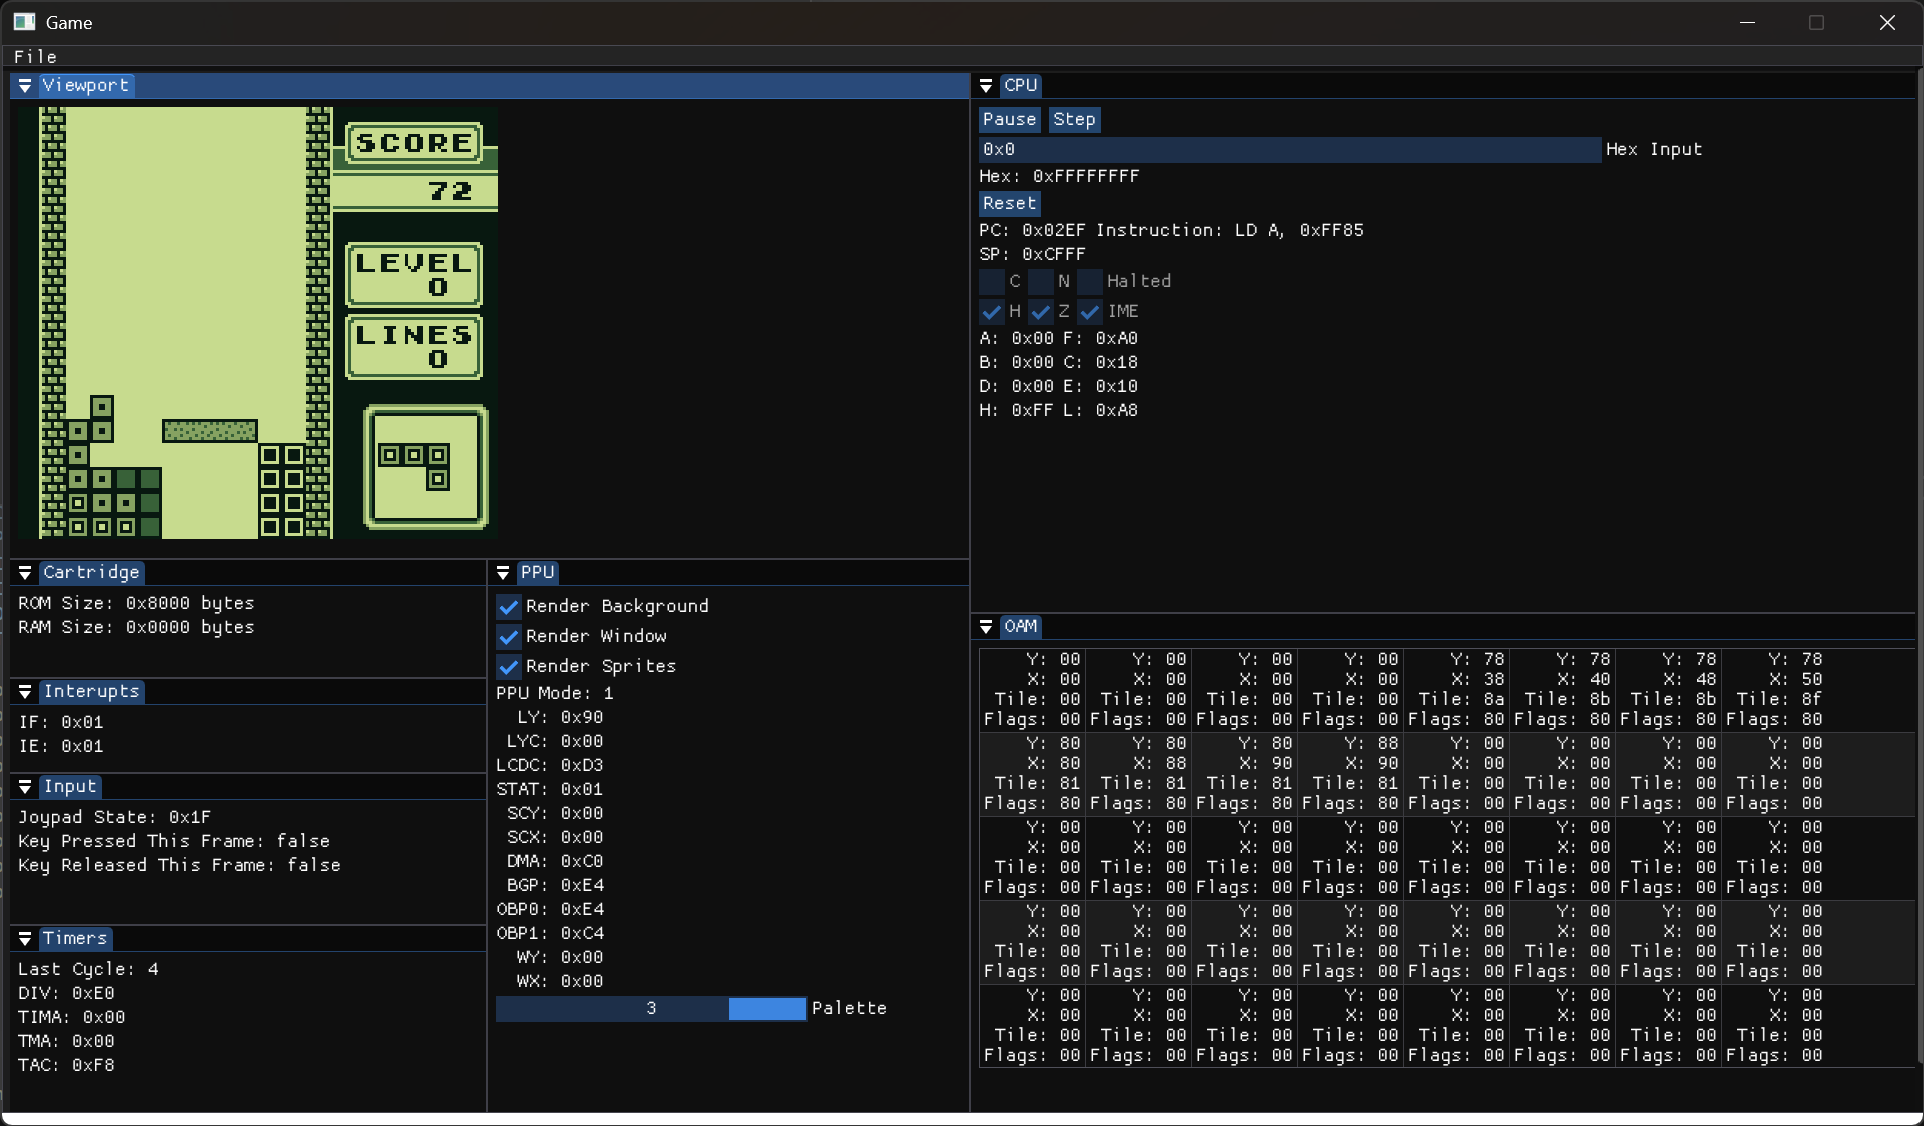 Game
File
Viewport
SCORE
72
LEVEL
0
LINES
0
Cartridge
ROM Size: 0x8000 bytes
RAM Size: 0x0000 bytes
Interupts
IF: 0x01
IE: 0x01
Input
Joypad State: 0x1F
Key Pressed This Frame: false
Key Released This Frame: false
Timers
Last Cycle: 4
DIV: 0xE0
TIMA: 0x00
TMA: 0x00
TAC: 0xF8
PPU
Render Background
Render Window
Render Sprites
PPU Mode: 1
LY: 0x90
LYC: 0x00
LCDC: 0xD3
STAT: 0x01
SCY: 0x00
SCX: 0x00
DMA: 0xC0
BGP: 0xE4
OBP0: 0xE4
OBP1: 0xC4
WY: 0x00
WX: 0x00
3 Palette
CPU
Pause Step
0x0 Hex Input
Hex: 0xFFFFFFFF
Reset
PC: 0x02EF Instruction: LD A, 0xFF85
SP: 0xCFFF
C N Halted
H Z IME
A: 0x00 F: 0xA0
B: 0x00 C: 0x18
D: 0x00 E: 0x10
H: 0xFF L: 0xA8
OAM
Y: 00 Y: 00 Y: 00 Y: 00 Y: 78 Y: 78 Y: 78 Y: 78
X: 00 X: 00 X: 00 X: 00 X: 38 X: 40 X: 48 X: 50
Tile: 00 Tile: 00 Tile: 00 Tile: 00 Tile: 8a Tile: 8b Tile: 8b Tile: 8f
Flags: 00 Flags: 00 Flags: 00 Flags: 00 Flags: 80 Flags: 80 Flags: 80 Flags: 80
Y: 80 Y: 80 Y: 80 Y: 88 Y: 00 Y: 00 Y: 00 Y: 00
X: 80 X: 88 X: 90 X: 90 X: 00 X: 00 X: 00 X: 00
Tile: 81 Tile: 81 Tile: 81 Tile: 81 Tile: 00 Tile: 00 Tile: 00 Tile: 00
Flags: 80 Flags: 80 Flags: 80 Flags: 80 Flags: 00 Flags: 00 Flags: 00 Flags: 00
Y: 00 Y: 00 Y: 00 Y: 00 Y: 00 Y: 00 Y: 00 Y: 00
X: 00 X: 00 X: 00 X: 00 X: 00 X: 00 X: 00 X: 00
Tile: 00 Tile: 00 Tile: 00 Tile: 00 Tile: 00 Tile: 00 Tile: 00 Tile: 00
Flags: 00 Flags: 00 Flags: 00 Flags: 00 Flags: 00 Flags: 00 Flags: 00 Flags: 00
Y: 00 Y: 00 Y: 00 Y: 00 Y: 00 Y: 00 Y: 00 Y: 00
X: 00 X: 00 X: 00 X: 00 X: 00 X: 00 X: 00 X: 00
Tile: 00 Tile: 00 Tile: 00 Tile: 00 Tile: 00 Tile: 00 Tile: 00 Tile: 00
Flags: 00 Flags: 00 Flags: 00 Flags: 00 Flags: 00 Flags: 00 Flags: 00 Flags: 00
Y: 00 Y: 00 Y: 00 Y: 00 Y: 00 Y: 00 Y: 00 Y: 00
X: 00 X: 00 X: 00 X: 00 X: 00 X: 00 X: 00 X: 00
Tile: 00 Tile: 00 Tile: 00 Tile: 00 Tile: 00 Tile: 00 Tile: 00 Tile: 00
Flags: 00 Flags: 00 Flags: 00 Flags: 00 Flags: 00 Flags: 00 Flags: 00 Flags: 00